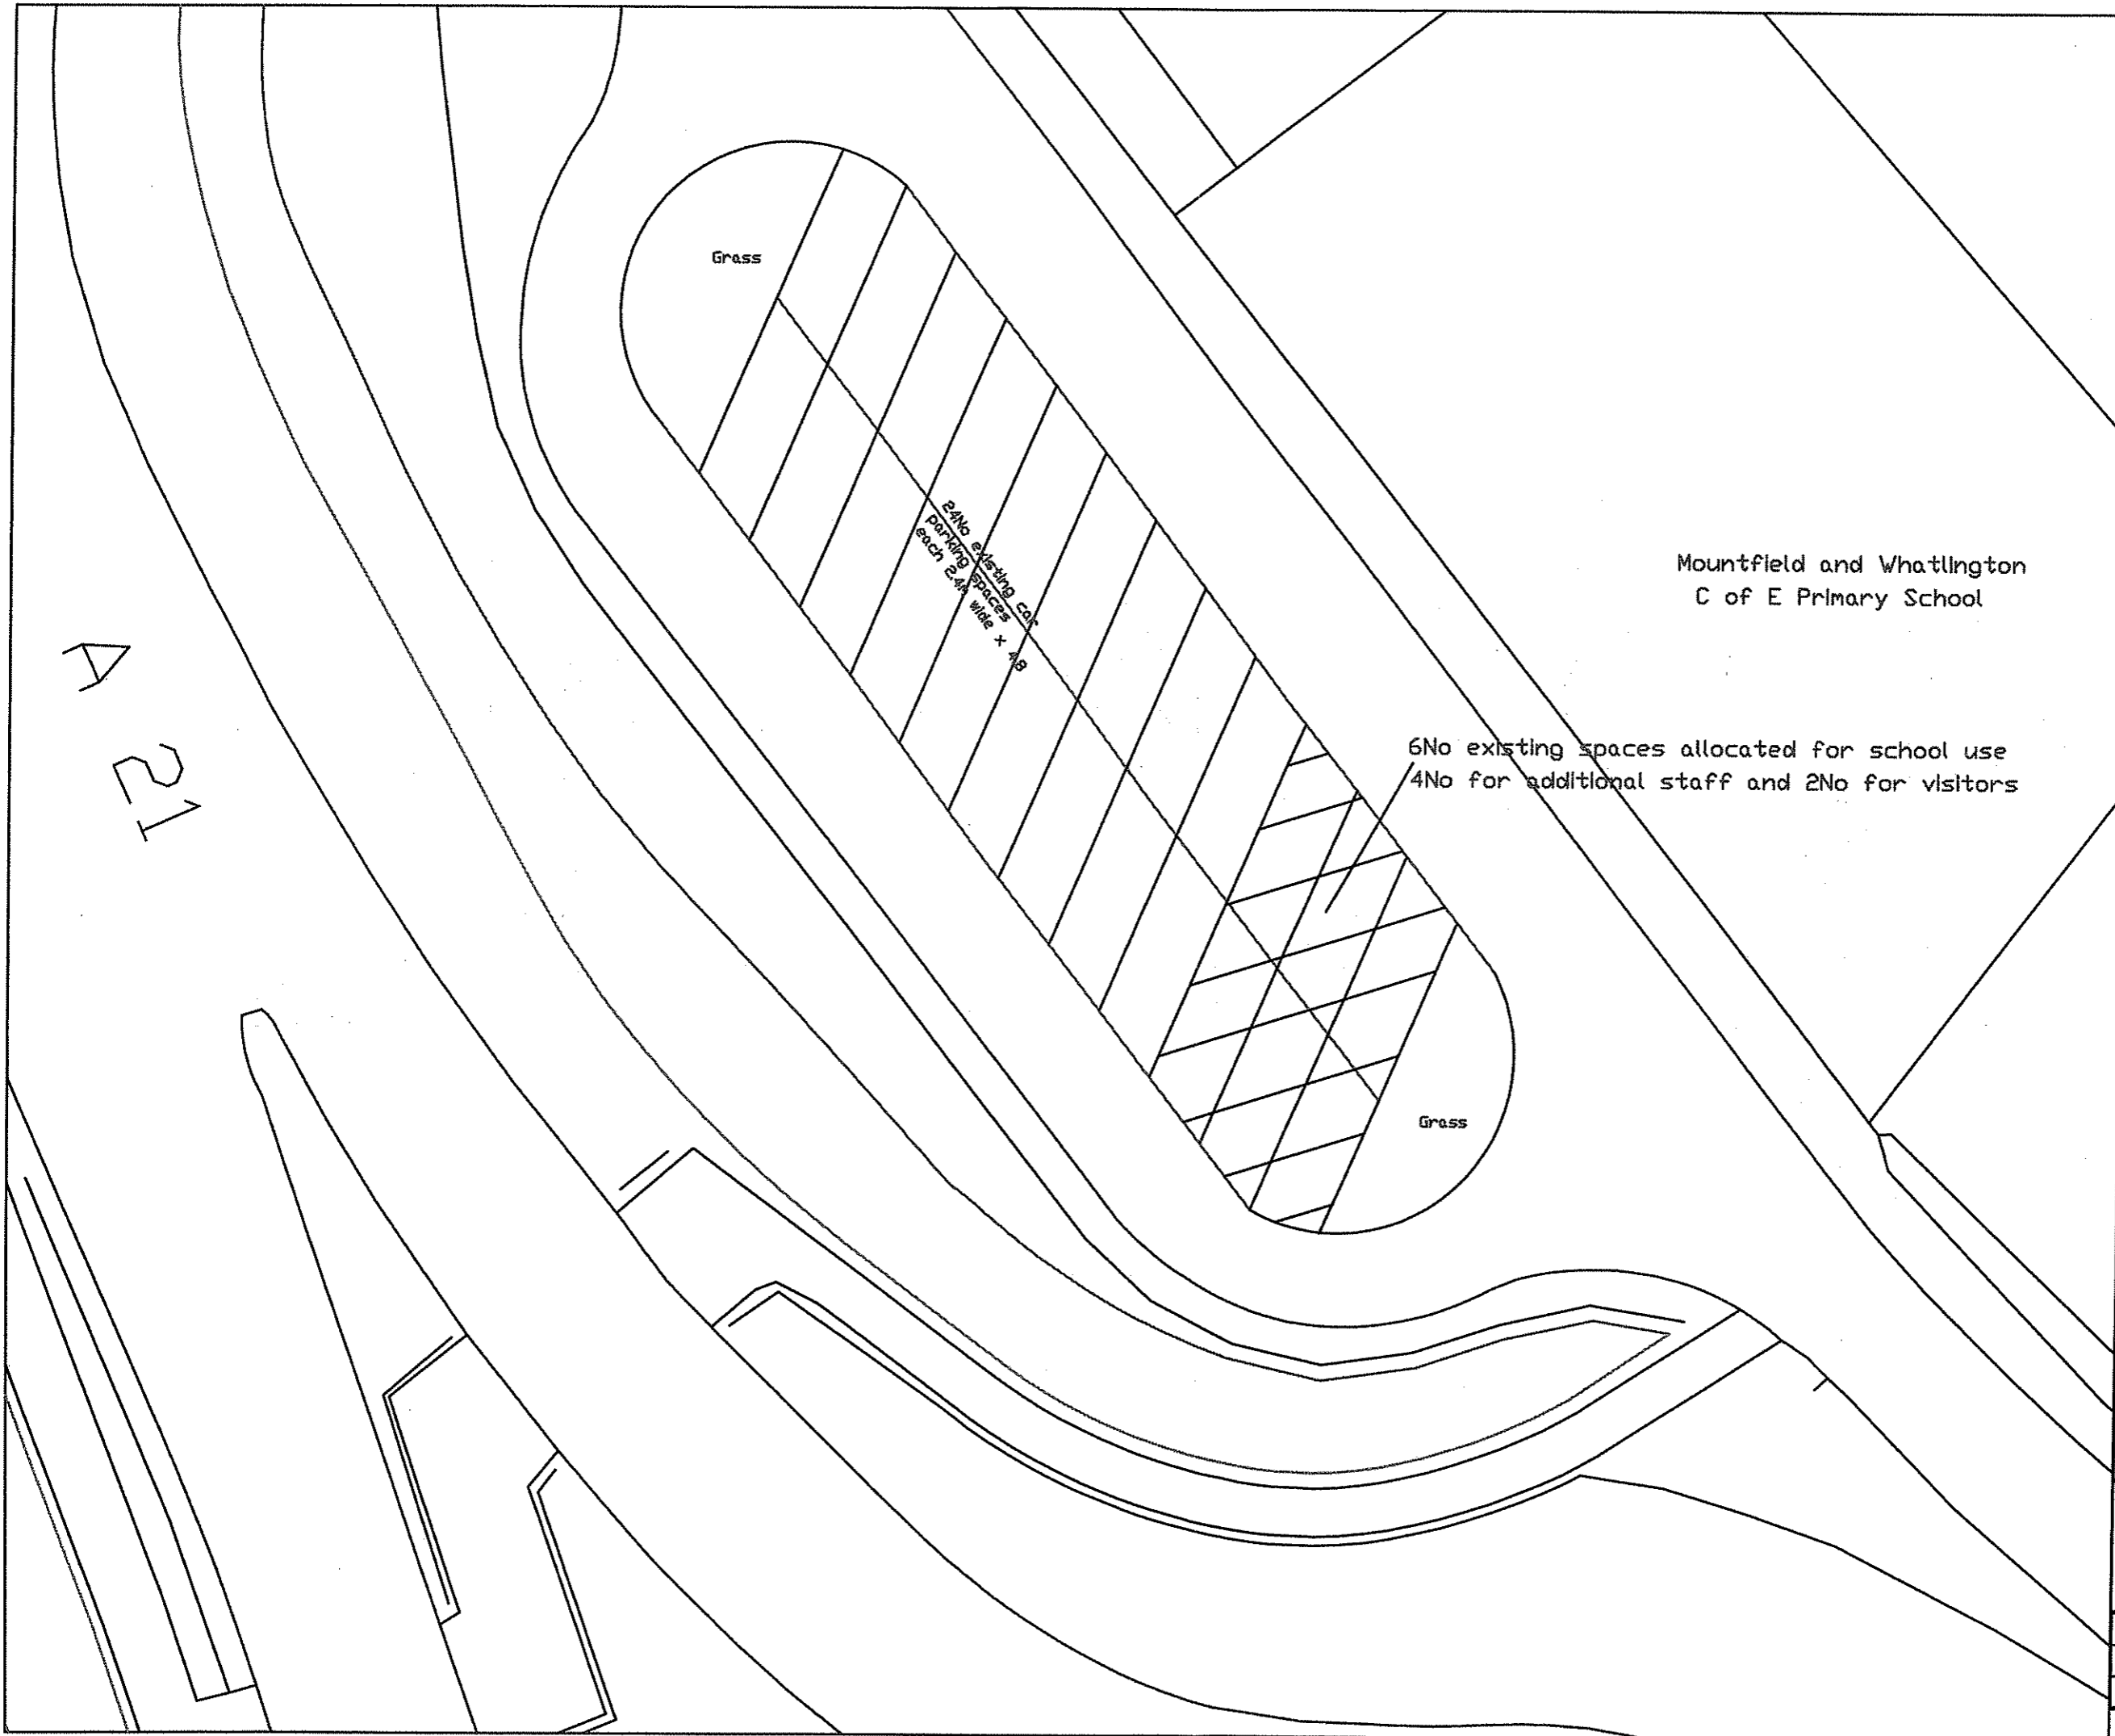 Grass
24No existing car
parking spaces
each 2.4M wide x 4.8
Mountfield and Whatlington
C of E Primary School
6No existing spaces allocated for school use
4No for additional staff and 2No for visitors
A 21
Grass